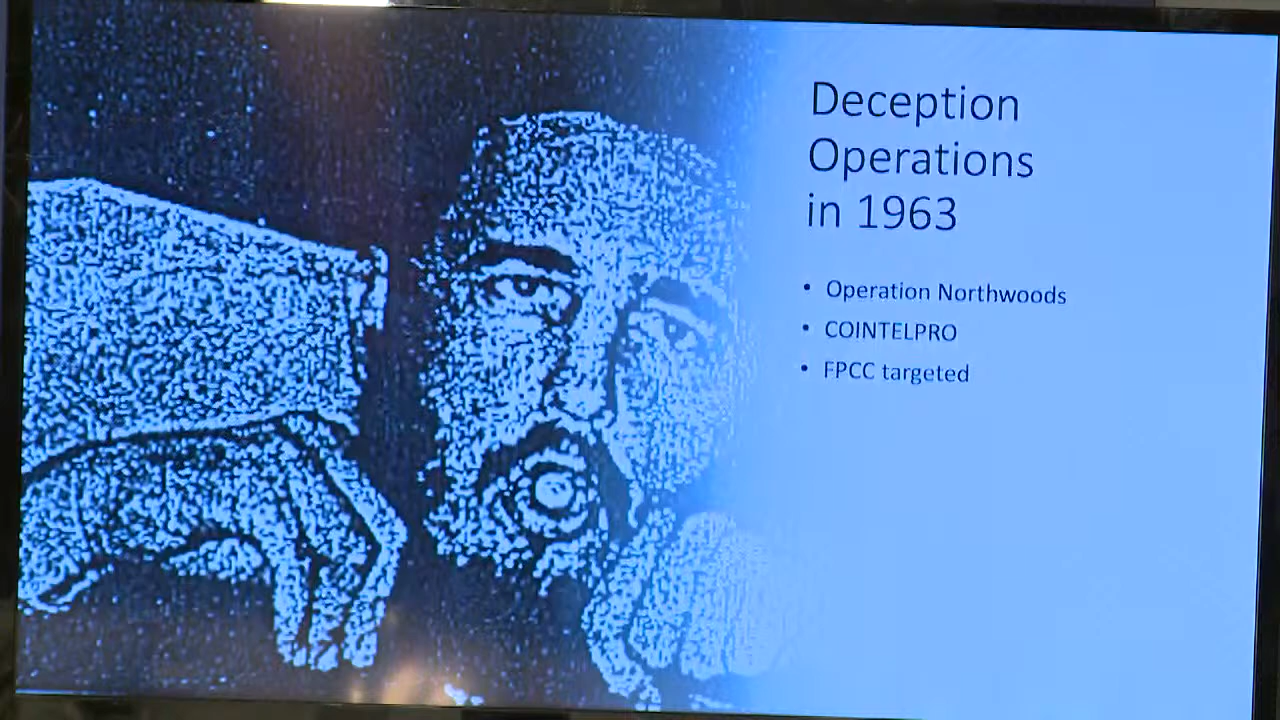 Deception
Operations
in 1963
• Operation Northwoods
• COINTELPRO
• FPCC targeted